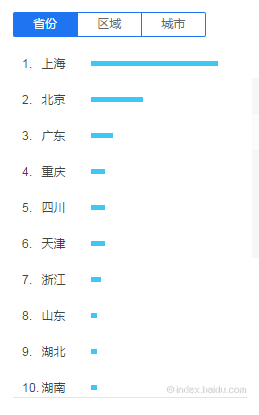 省份 区域 城市
1. 上海
2. 北京
3. 广东
4. 重庆
5. 四川
6. 天津
7. 浙江
8. 山东
9. 湖北
10. 湖南
©index.baidu.com